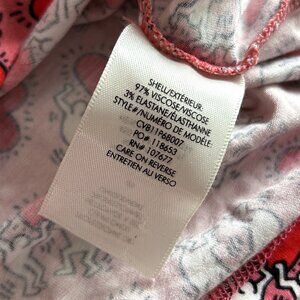 SHELL/EXTÉRIEUR:
97% VISCOSE/VISCOSE
3% ELASTANE/ÉLASTHANNE
STYLE#/NUMÉRO DE MODÈLE:
CVB11P6B007
PO#: 118653
RN# 107677
CARE ON REVERSE
ENTRETIEN AU VERSO